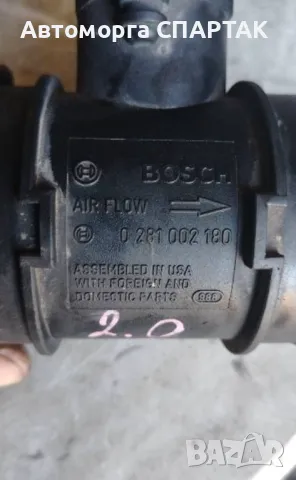 Автоморга СПАРТАК
BOSCH
AIR FLOW
0 281 002 180
ASSEMBLED IN USA
WITH FOREIGN AND
DOMESTIC PARTS
2.0
BAZAR